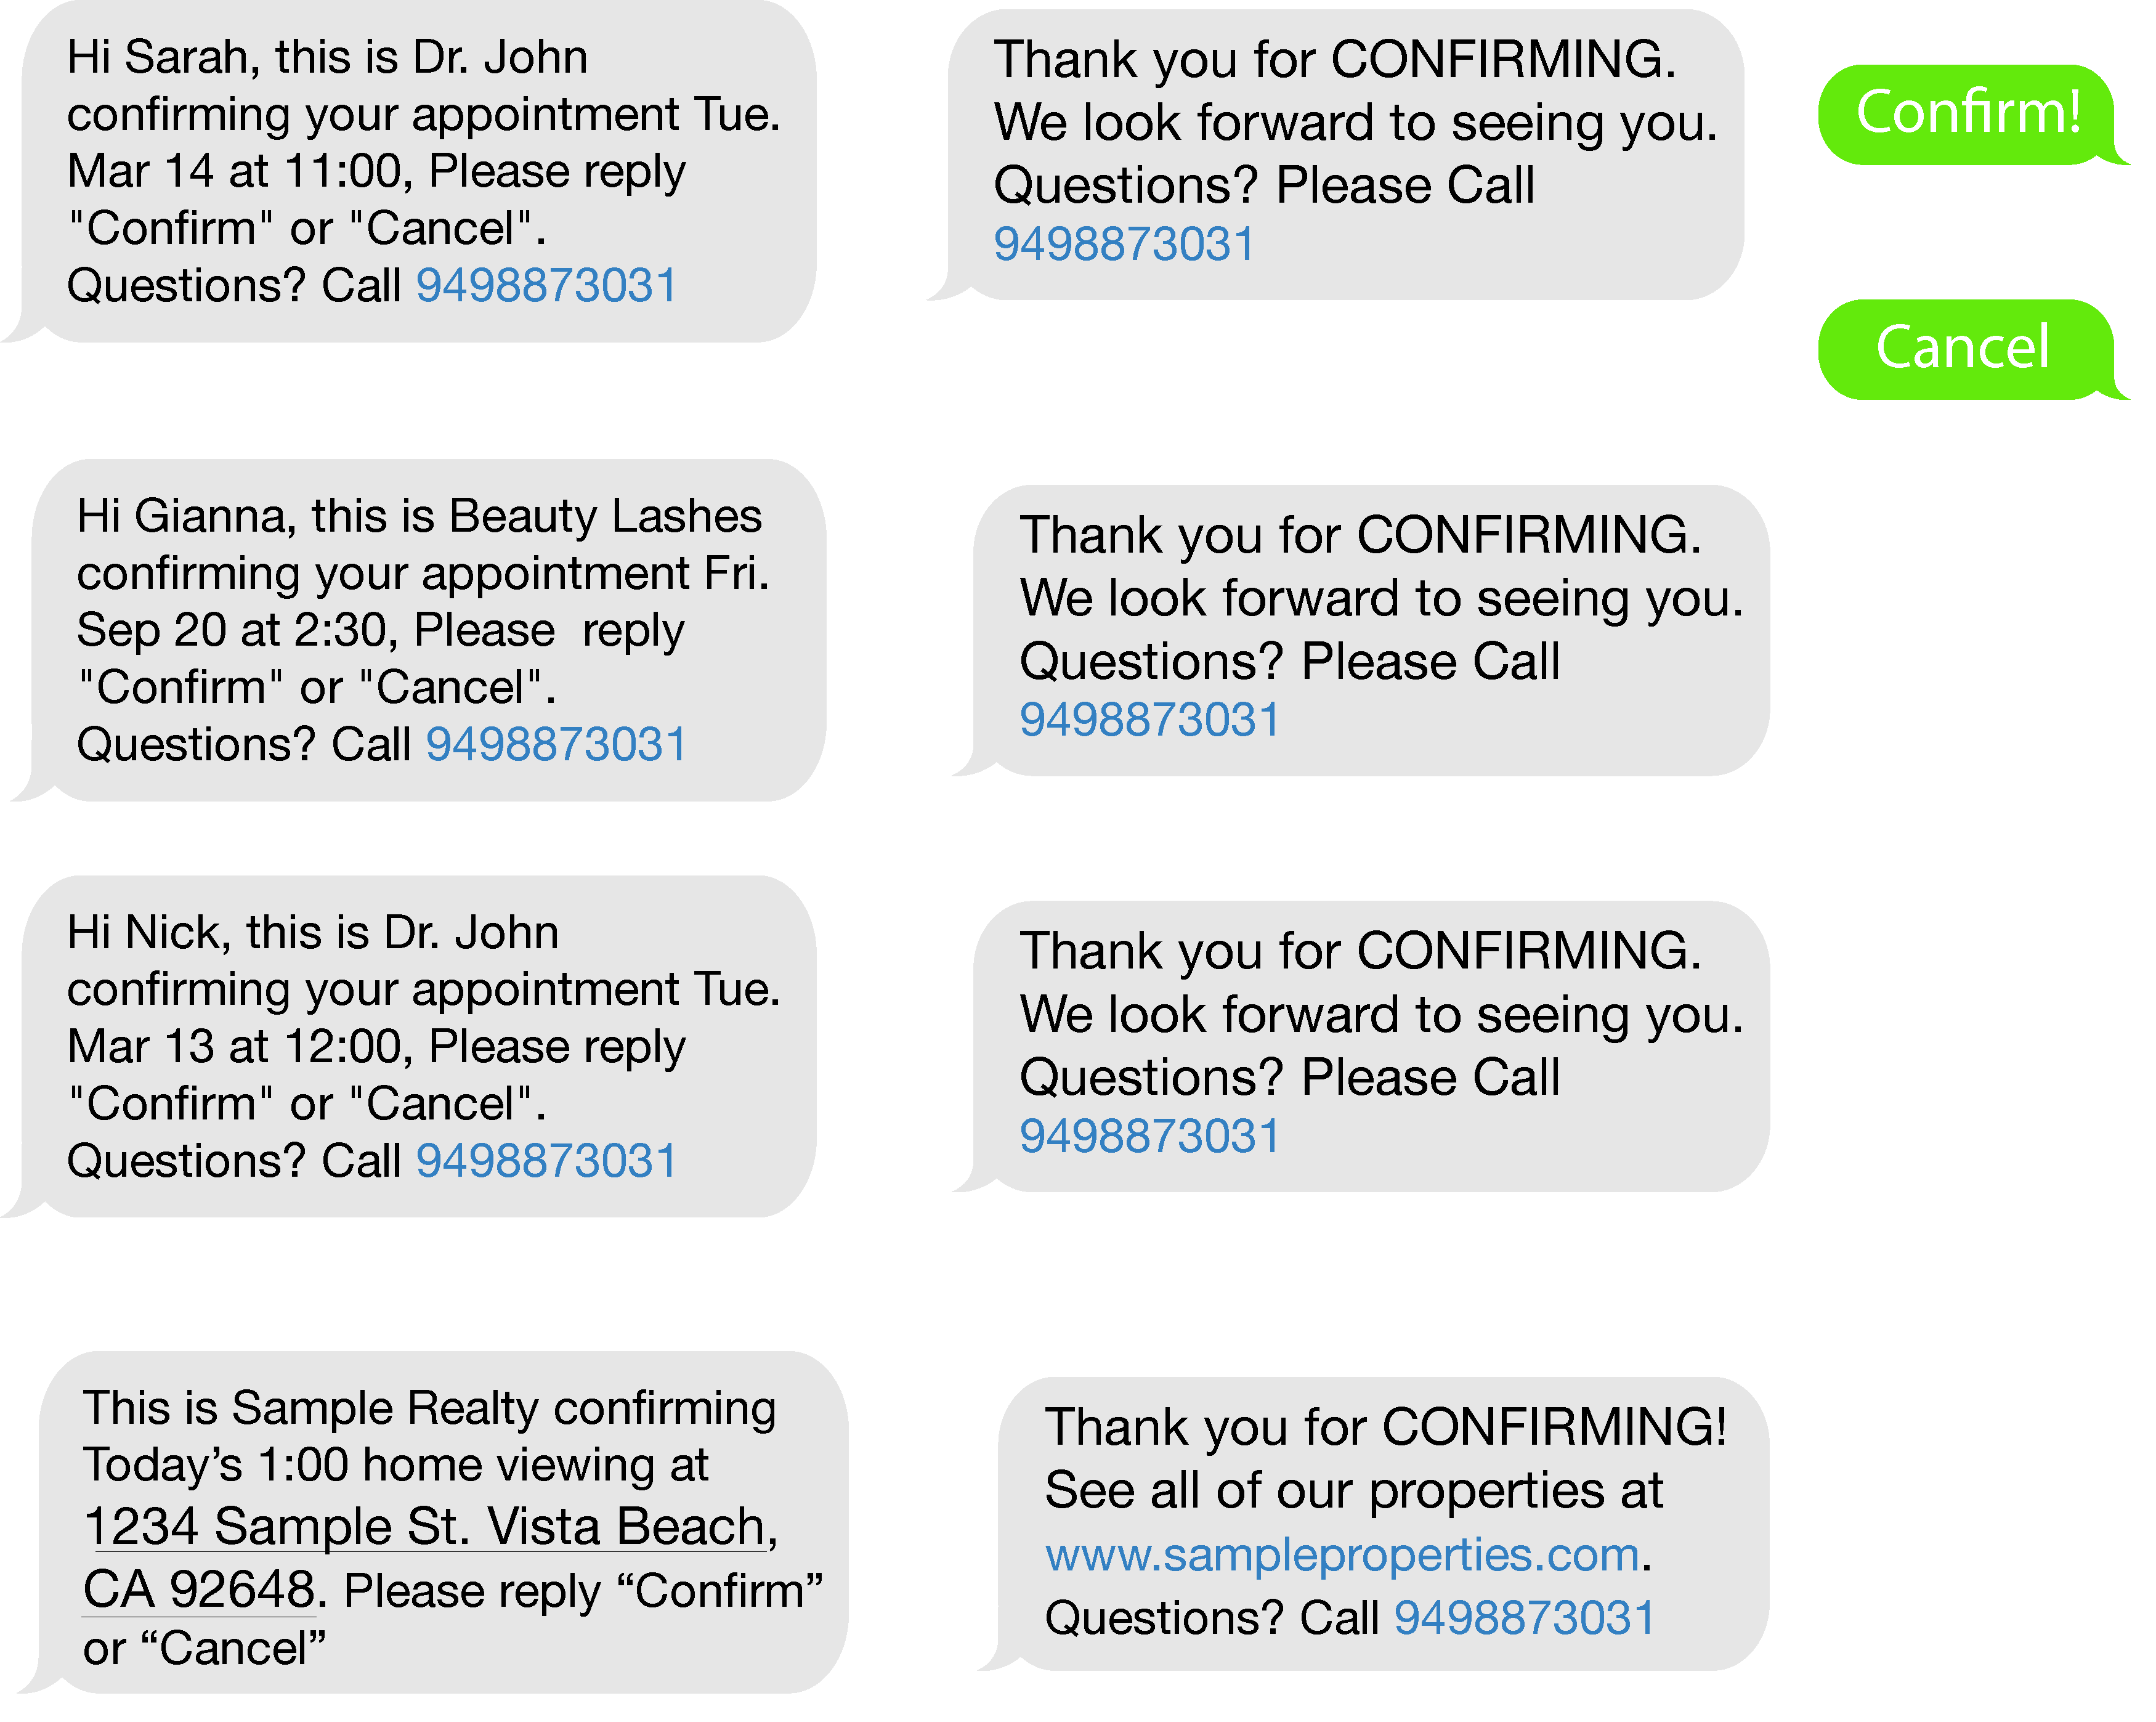 Hi Sarah, this is Dr. John
confirming your appointment Tue.
Mar 14 at 11:00, Please reply
"Confirm" or "Cancel".
Questions? Call 9498873031
Thank you for CONFIRMING.
We look forward to seeing you.
Questions? Please Call
9498873031
Confirm!
Cancel
Hi Gianna, this is Beauty Lashes
confirming your appointment Fri.
Sep 20 at 2:30, Please reply
"Confirm" or "Cancel".
Questions? Call 9498873031
Thank you for CONFIRMING.
We look forward to seeing you.
Questions? Please Call
9498873031
Hi Nick, this is Dr. John
confirming your appointment Tue.
Mar 13 at 12:00, Please reply
"Confirm" or "Cancel".
Questions? Call 9498873031
Thank you for CONFIRMING.
We look forward to seeing you.
Questions? Please Call
9498873031
This is Sample Realty confirming
Today’s 1:00 home viewing at
1234 Sample St. Vista Beach,
CA 92648. Please reply “Confirm”
or “Cancel”
Thank you for CONFIRMING!
See all of our properties at
www.sampleproperties.com.
Questions? Call 9498873031